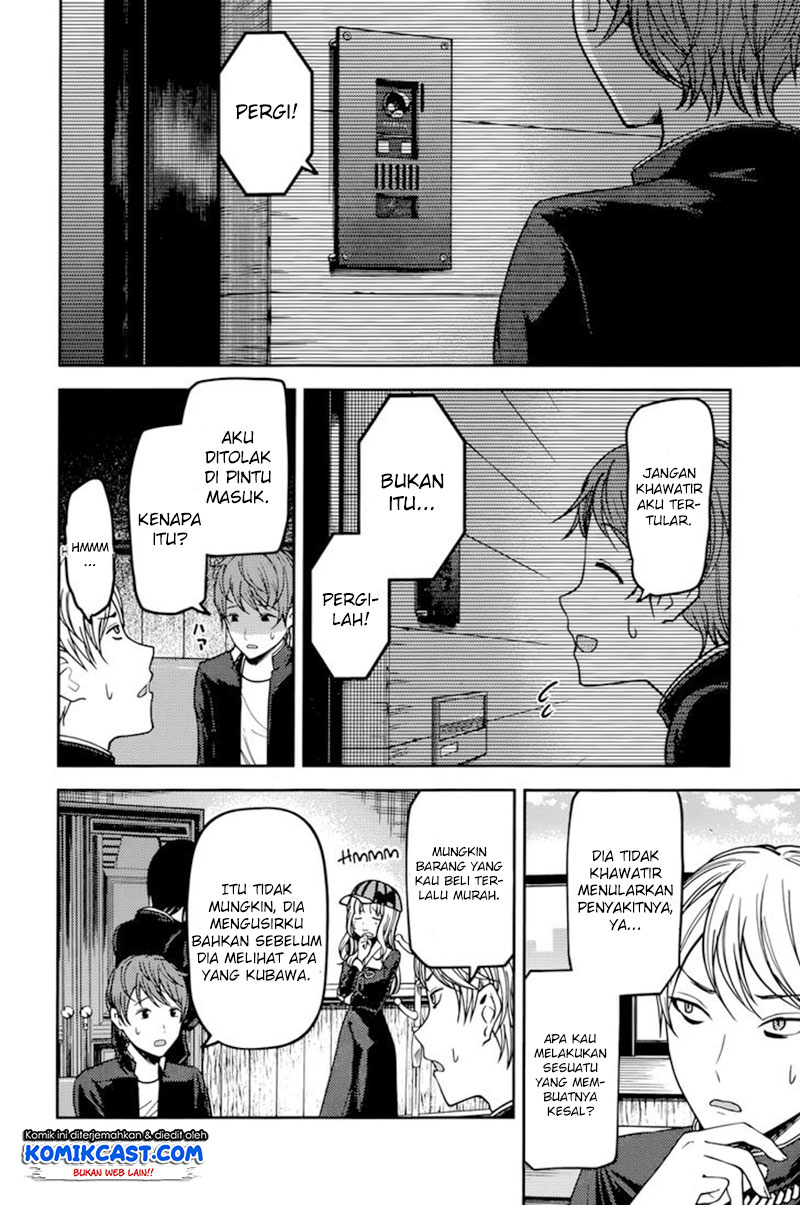 PERGI!
JANGAN
KHAWATIR
AKU TER-
TULAR.
BUKAN
ITU...
PERGI-
LAH!
AKU
DITOLAK
DI PINTU
MASUK.
KENAPA
ITU?
HMMM
...
ハァ
DIA TIDAK
KHAWATIR
MENULARKAN
PENYAKITNYA,
YA...
APA KAU
MELAKUKAN
SESUATU
YANG MEM-
BUATNYA
KESAL?
MUNGKIN
BARANG YANG
KAU BELI TER-
LALU MURAH.
HMMM
ITU TIDAK
MUNGKIN, DIA
MENGUSIRKU
BAHKAN SEBELUM
DIA MELIHAT APA
YANG KUBAWA.
Komik ini diterjemahkan & diedit oleh
KOMIKCAST.COM
BUKAN WEB LAIN!!